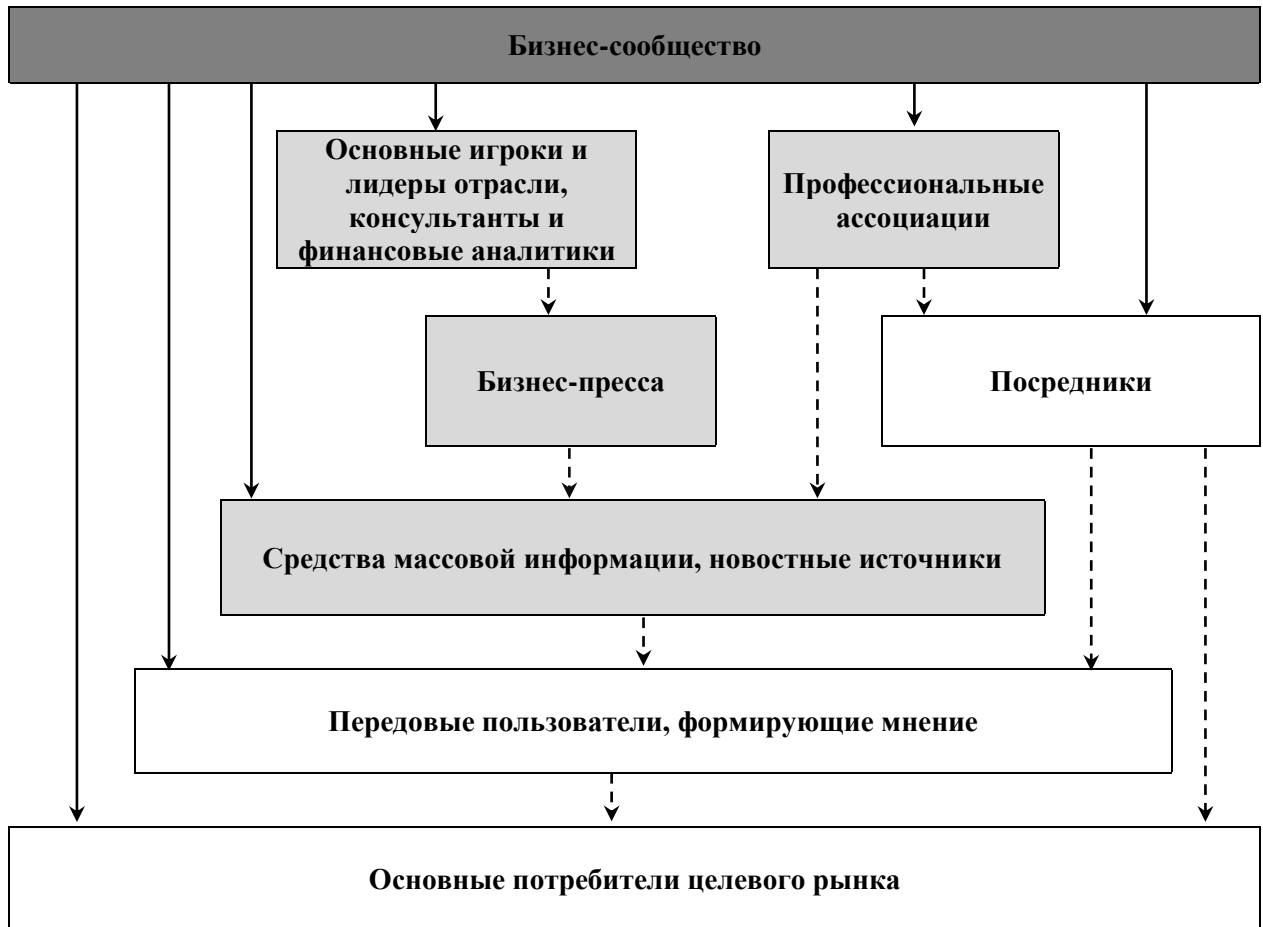 Бизнес-сообщество
Основные игроки и
лидеры отрасли,
консультанты и
финансовые аналитики
Профессиональные
ассоциации
Бизнес-пресса
Посредники
Средства массовой информации, новостные источники
Передовые пользователи, формирующие мнение
Основные потребители целевого рынка